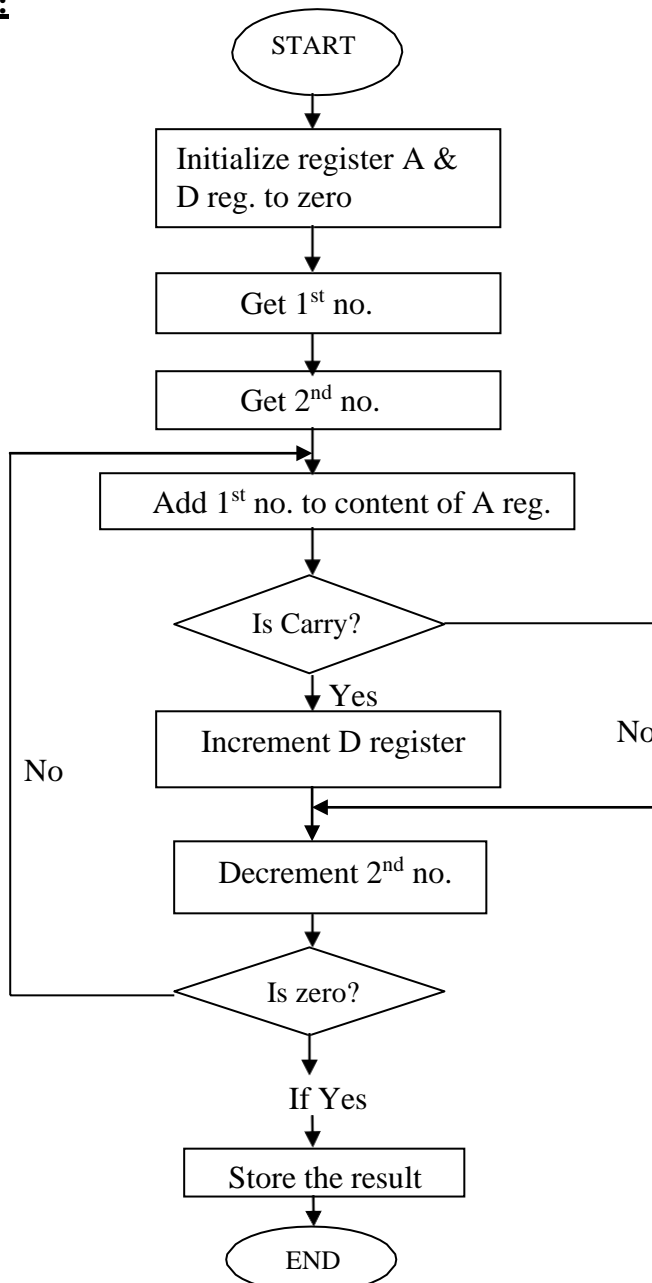 :
START
Initialize register A &
D reg. to zero
Get 1st no.
Get 2nd no.
Add 1st no. to content of A reg.
Is Carry?
Yes
Increment D register
No
No
Decrement 2nd no.
Is zero?
If Yes
Store the result
END